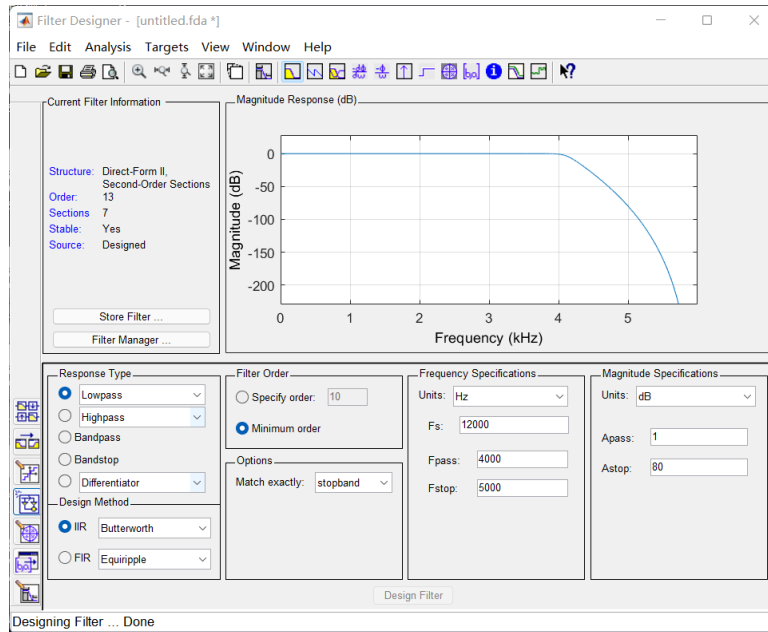 Filter Designer - [untitled.fda *]
File Edit Analysis Targets View Window Help
Current Filter Information
Structure: Direct-Form II,
Second-Order Sections
Order: 13
Sections 7
Stable: Yes
Source: Designed
Store Filter ...
Filter Manager ...
Magnitude Response (dB)
Magnitude (dB)
0
-50
-100
-150
-200
0 1 2 3 4 5
Frequency (kHz)
Response Type
Lowpass
Highpass
Bandpass
Bandstop
Differentiator
Design Method
IIR Butterworth
FIR Equiripple
Filter Order
Specify order: 10
Minimum order
Options
Match exactly: stopband
Frequency Specifications
Units: Hz
Fs: 12000
Fpass: 4000
Fstop: 5000
Magnitude Specifications
Units: dB
Apass: 1
Astop: 80
Design Filter
Designing Filter ... Done